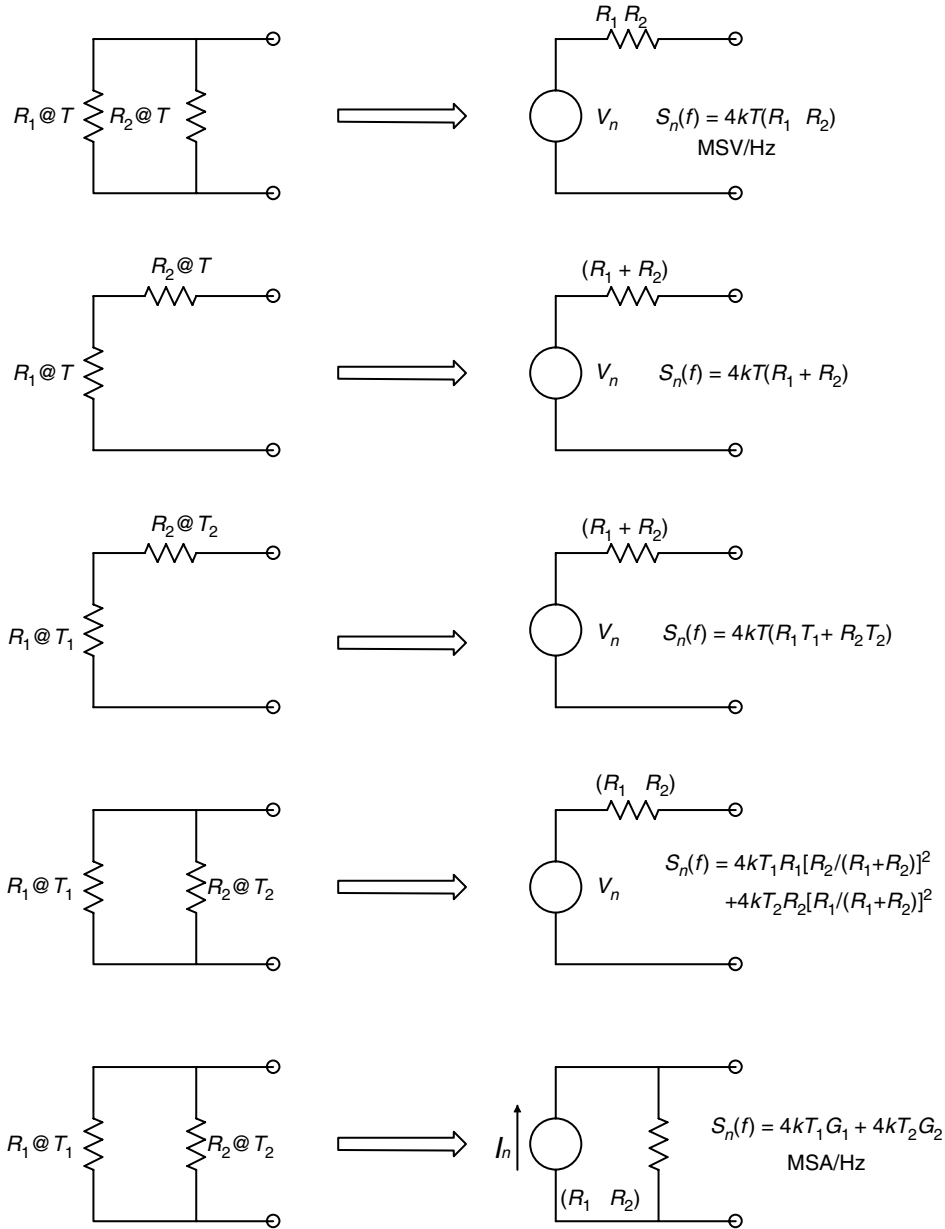 R₁ R₂
R₁@T R₂@T
Vₙ Sₙ(f) = 4kT(R₁ R₂)
MSV/Hz
R₂@T
(R₁ + R₂)
R₁@T
Vₙ Sₙ(f) = 4kT(R₁ + R₂)
R₂@T₂
(R₁ + R₂)
R₁@T₁
Vₙ Sₙ(f) = 4kT(R₁T₁+ R₂T₂)
(R₁ R₂)
R₁@T₁ R₂@T₂
Vₙ Sₙ(f) = 4kT₁R₁[R₂/(R₁+R₂)]²
+4kT₂R₂[R₁/(R₁+R₂)]²
R₁@T₁ R₂@T₂
Iₙ Sₙ(f) = 4kT₁G₁ + 4kT₂G₂
MSA/Hz
(R₁ R₂)